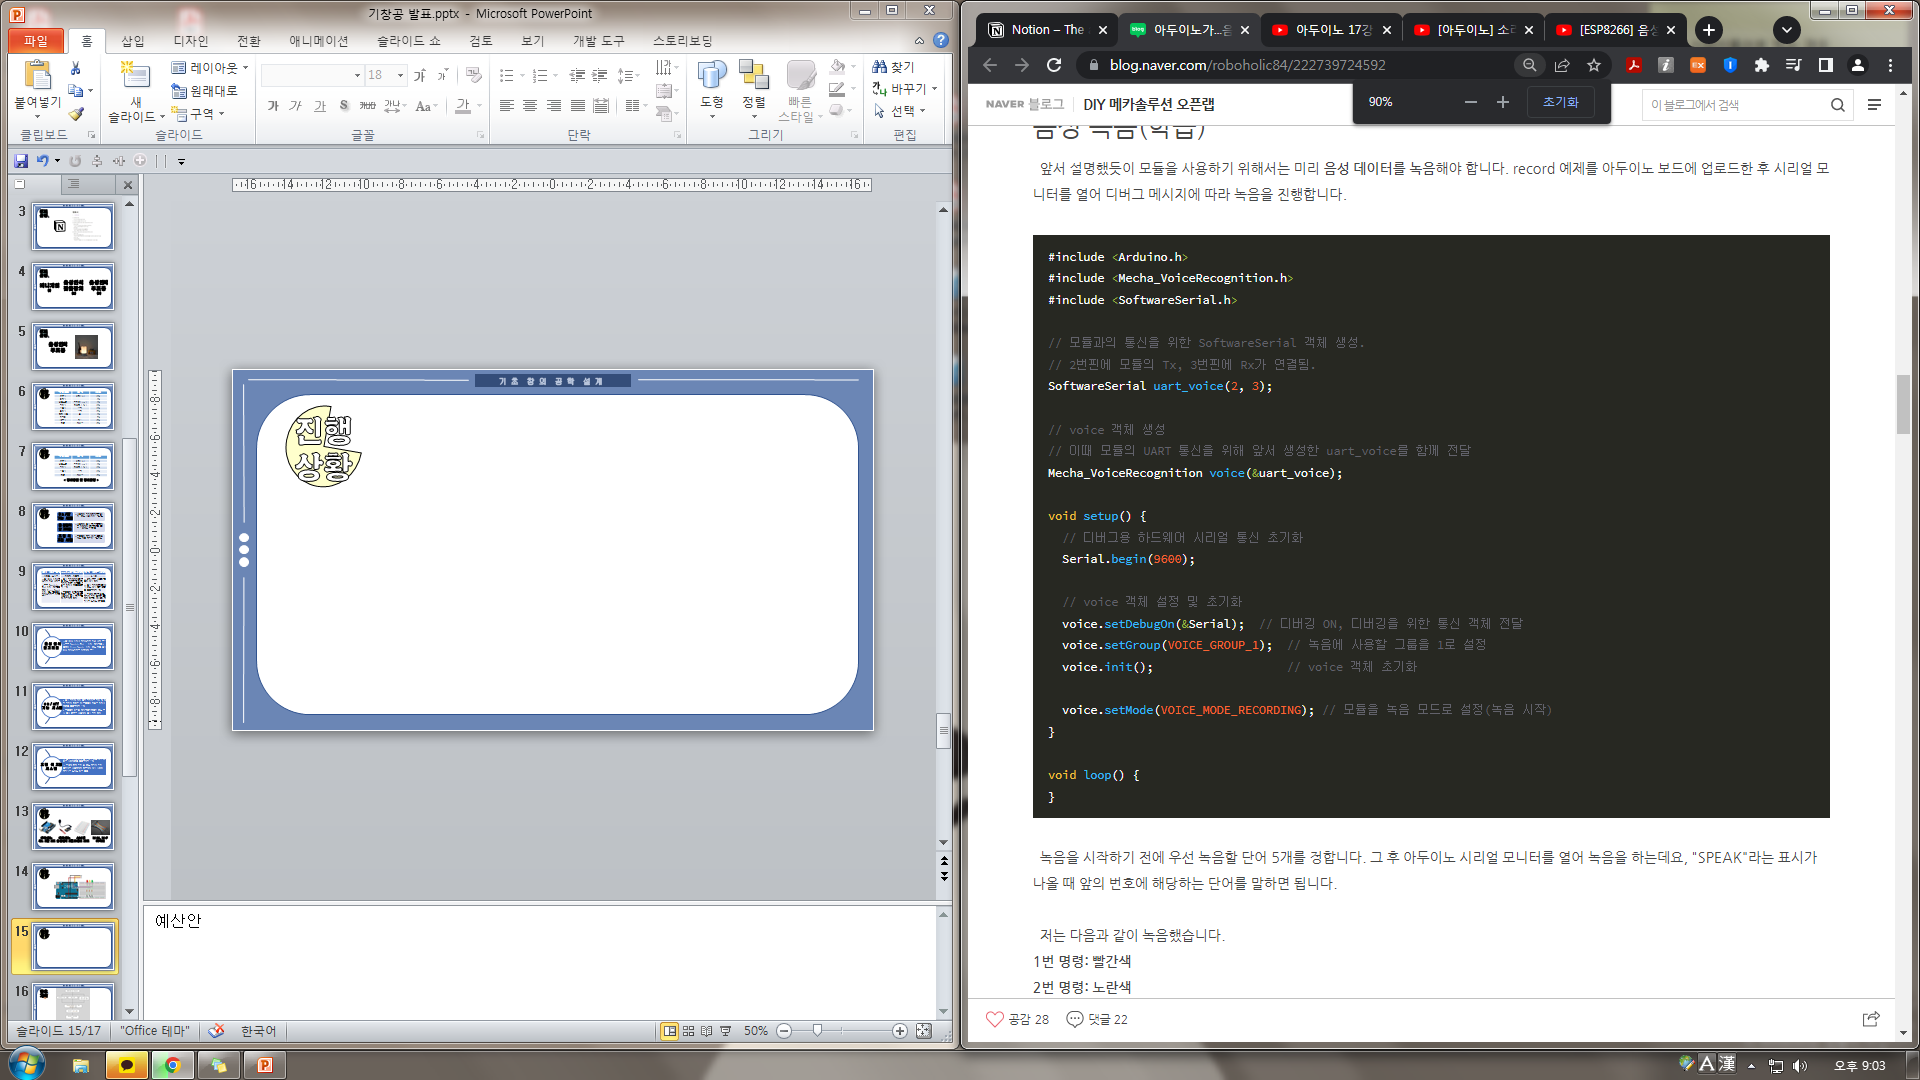 기창공 발표.pptx - Microsoft PowerPoint
파일
홈
삽입
디자인
전환
애니메이션
슬라이드 쇼
검토
보기
개발 도구
스토리보딩
붙여넣기
새
슬라이드
레이아웃
원래대로
구역
18
도형
정렬
빠른
스타일
찾기
바꾸기
선택
클립보드
슬라이드
글꼴
단락
그리기
편집
3
4
5
6
7
8
9
10
11
12
13
14
15
16
기초 창의 공학 설계
진행
상황
예산안
슬라이드 15/17
"Office 테마"
한국어
50%
Notion – The
아두이노가...음
아두이노 17강
[아두이노] 소리
[ESP8266] 음성
blog.naver.com/roboholic84/222739724592
NAVER 블로그
DIY 메카솔루션 오픈랩
90%
초기화
이 블로그에서 검색
음성 녹음(학습)
앞서 설명했듯이 모듈을 사용하기 위해서는 미리 음성 데이터를 녹음해야 합니다. record 예제를 아두이노 보드에 업로드한 후 시리얼 모
니터를 열어 디버그 메시지에 따라 녹음을 진행합니다.
#include <Arduino.h>
#include <Mecha_VoiceRecognition.h>
#include <SoftwareSerial.h>
// 모듈과의 통신을 위한 SoftwareSerial 객체 생성.
// 2번핀에 모듈의 Tx, 3번핀에 Rx가 연결됨.
SoftwareSerial uart_voice(2, 3);
// voice 객체 생성
// 이때 모듈의 UART 통신을 위해 앞서 생성한 uart_voice를 함께 전달
Mecha_VoiceRecognition voice(&uart_voice);
void setup() {
// 디버그용 하드웨어 시리얼 통신 초기화
Serial.begin(9600);
// voice 객체 설정 및 초기화
voice.setDebugOn(&Serial); // 디버깅 ON, 디버깅을 위한 통신 객체 전달
voice.setGroup(VOICE_GROUP_1); // 녹음에 사용할 그룹을 1로 설정
voice.init(); // voice 객체 초기화
voice.setMode(VOICE_MODE_RECORDING); // 모듈을 녹음 모드로 설정(녹음 시작)
}
void loop() {
}
녹음을 시작하기 전에 우선 녹음할 단어 5개를 정합니다. 그 후 아두이노 시리얼 모니터를 열어 녹음을 하는데요, "SPEAK"라는 표시가
나올 때 앞의 번호에 해당하는 단어를 말하면 됩니다.
저는 다음과 같이 녹음했습니다.
1번 명령: 빨간색
2번 명령: 노란색
공감 28
댓글 22
A 漢
오후 9:03